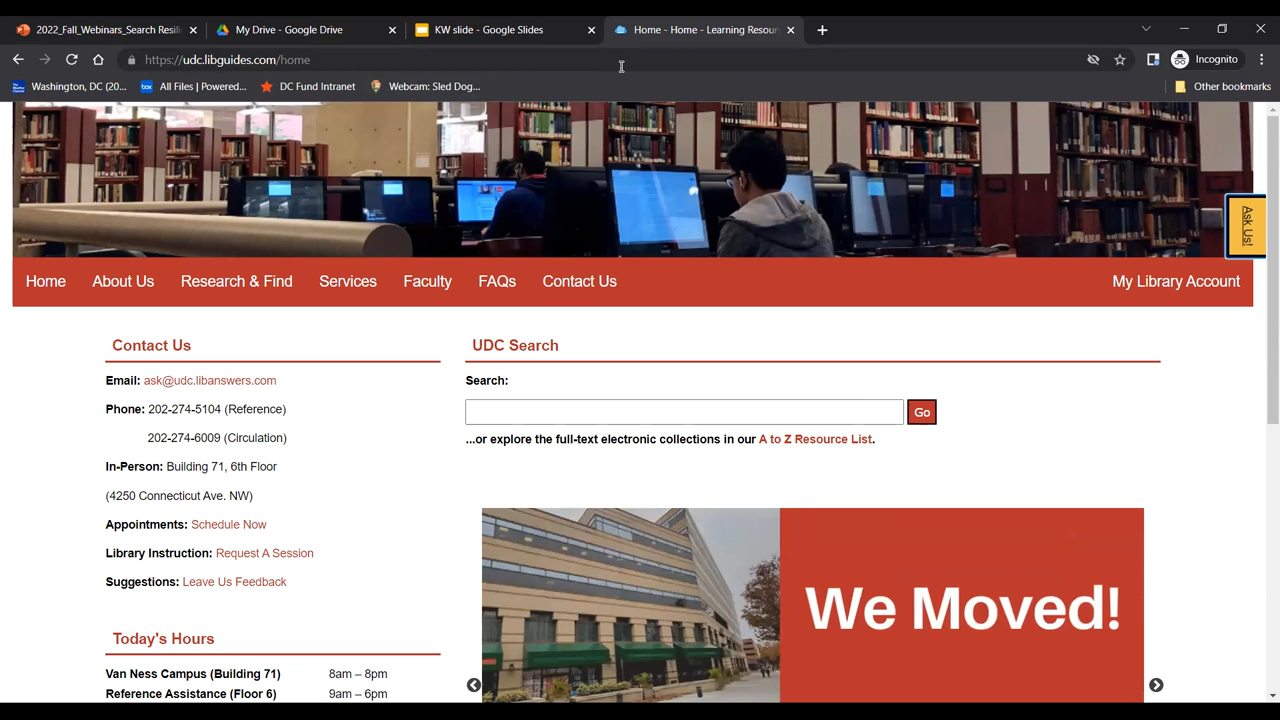 2022_Fall_Webinars_Search Resili
My Drive - Google Drive
KW slide - Google Slides
Home - Home - Learning Resour
https://udc.libguides.com/home
Incognito
Washington, DC (20...
All Files | Powered...
DC Fund Intranet
Webcam: Sled Dog...
Other bookmarks
Ask Us!
Home
About Us
Research & Find
Services
Faculty
FAQs
Contact Us
My Library Account
Contact Us
Email: ask@udc.libanswers.com
Phone: 202-274-5104 (Reference)
202-274-6009 (Circulation)
In-Person: Building 71, 6th Floor
(4250 Connecticut Ave. NW)
Appointments: Schedule Now
Library Instruction: Request A Session
Suggestions: Leave Us Feedback
Today's Hours
Van Ness Campus (Building 71) 8am – 8pm
Reference Assistance (Floor 6) 9am – 6pm
UDC Search
Search:
Go
...or explore the full-text electronic collections in our A to Z Resource List.
We Moved!